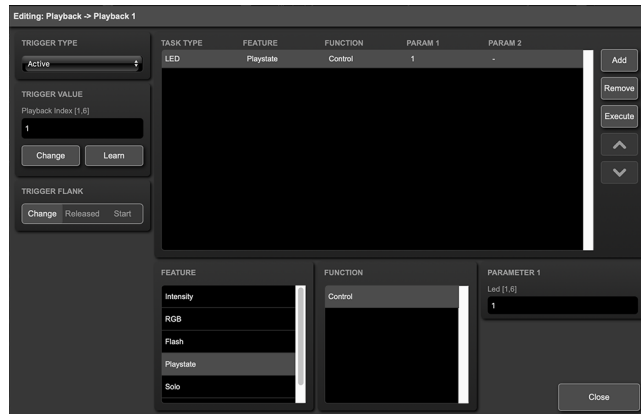 Editing: Playback -> Playback 1
TRIGGER TYPE
Active
TRIGGER VALUE
Playback Index [1,6]
1
Change Learn
TRIGGER FLANK
Change Released Start
TASK TYPE FEATURE FUNCTION PARAM 1 PARAM 2
LED Playstate Control 1 -
Add
Remove
Execute
FEATURE
Intensity
RGB
Flash
Playstate
Solo
FUNCTION
Control
PARAMETER 1
Led [1,6]
1
Close